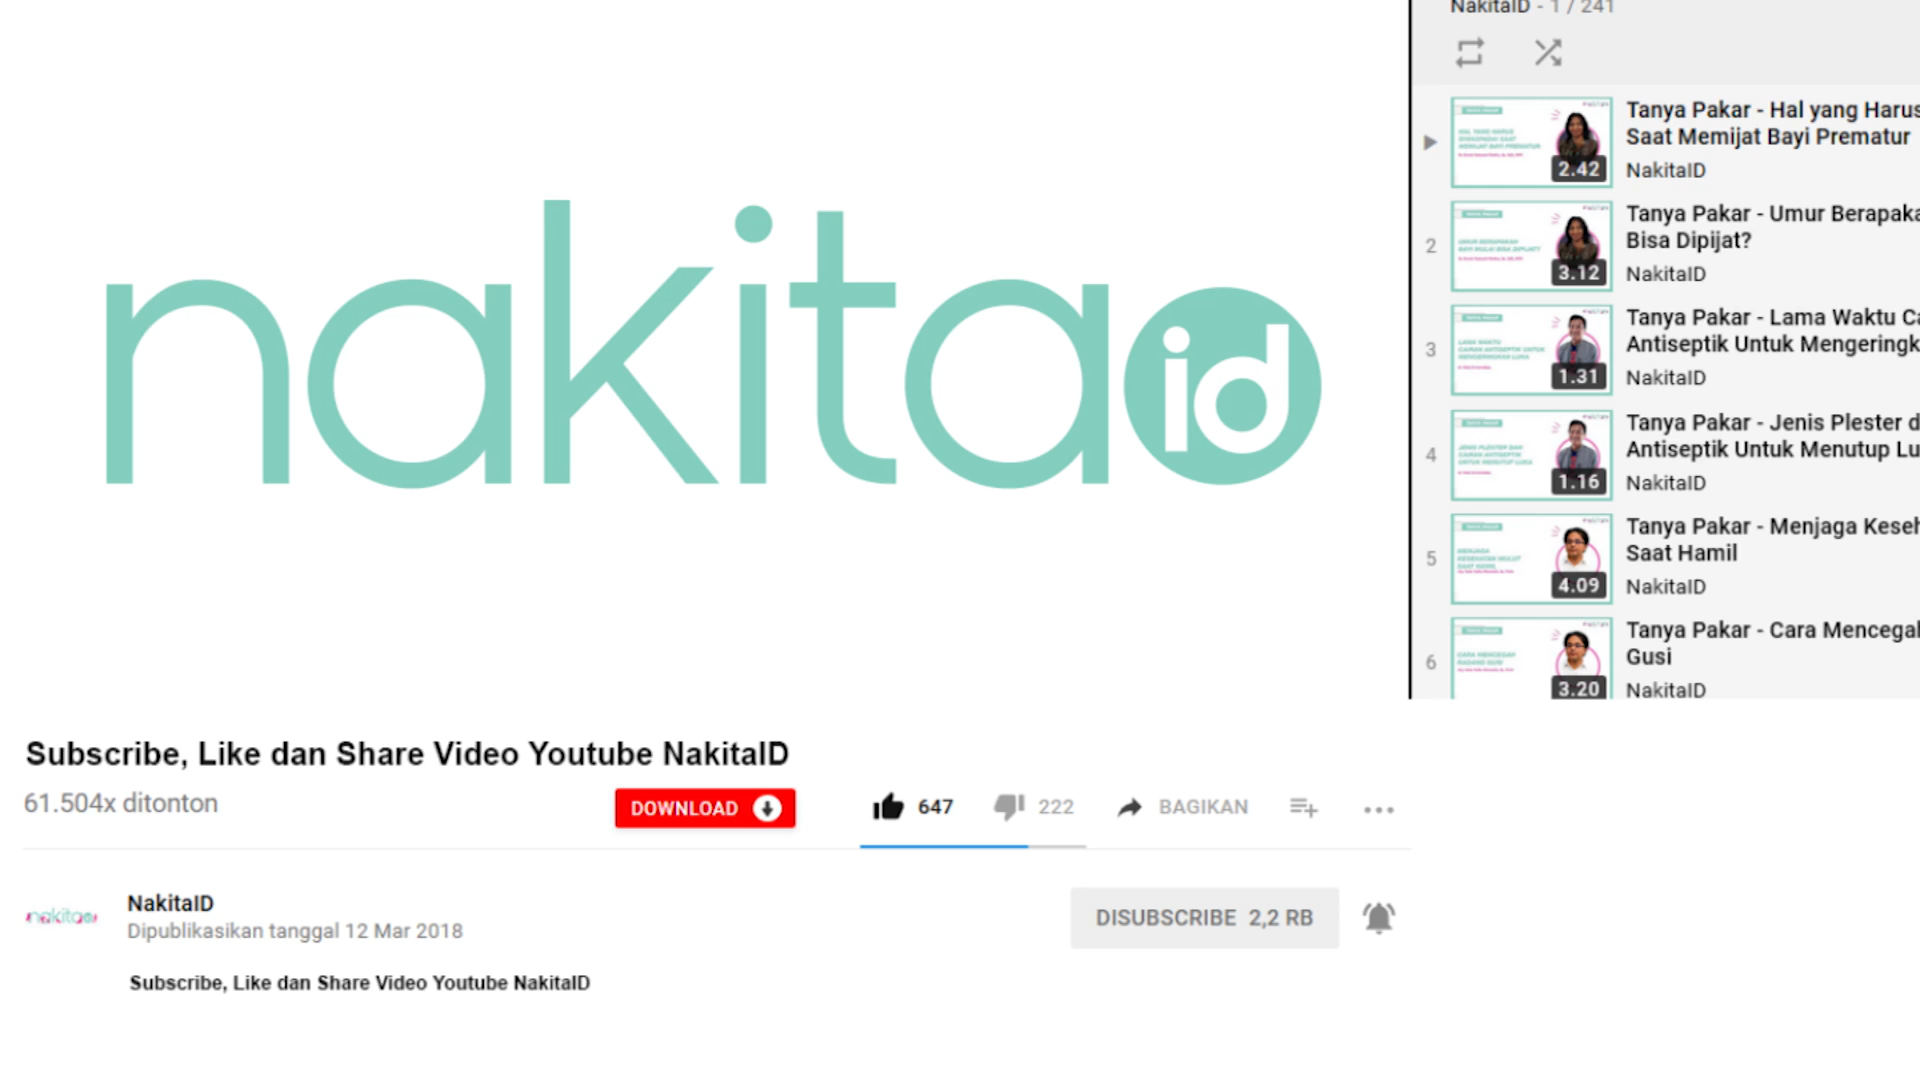 nakita id
NakitaID - 1 / 241
Tanya Pakar - Hal yang Harus
Saat Memijat Bayi Prematur
NakitaID
2.42
2
Tanya Pakar - Umur Berapaka
Bisa Dipijat?
NakitaID
3.12
3
Tanya Pakar - Lama Waktu Ca
Antiseptik Untuk Mengeringk
NakitaID
1.31
4
Tanya Pakar - Jenis Plester d
Antiseptik Untuk Menutup Lu
NakitaID
1.16
5
Tanya Pakar - Menjaga Keseh
Saat Hamil
NakitaID
4.09
6
Tanya Pakar - Cara Mencegah
Gusi
NakitaID
3.20
Subscribe, Like dan Share Video Youtube NakitaID
61.504x ditonton
DOWNLOAD
647
222
BAGIKAN
nakita
NakitaID
Dipublikasikan tanggal 12 Mar 2018
DISUBSCRIBE 2,2 RB
Subscribe, Like dan Share Video Youtube NakitaID